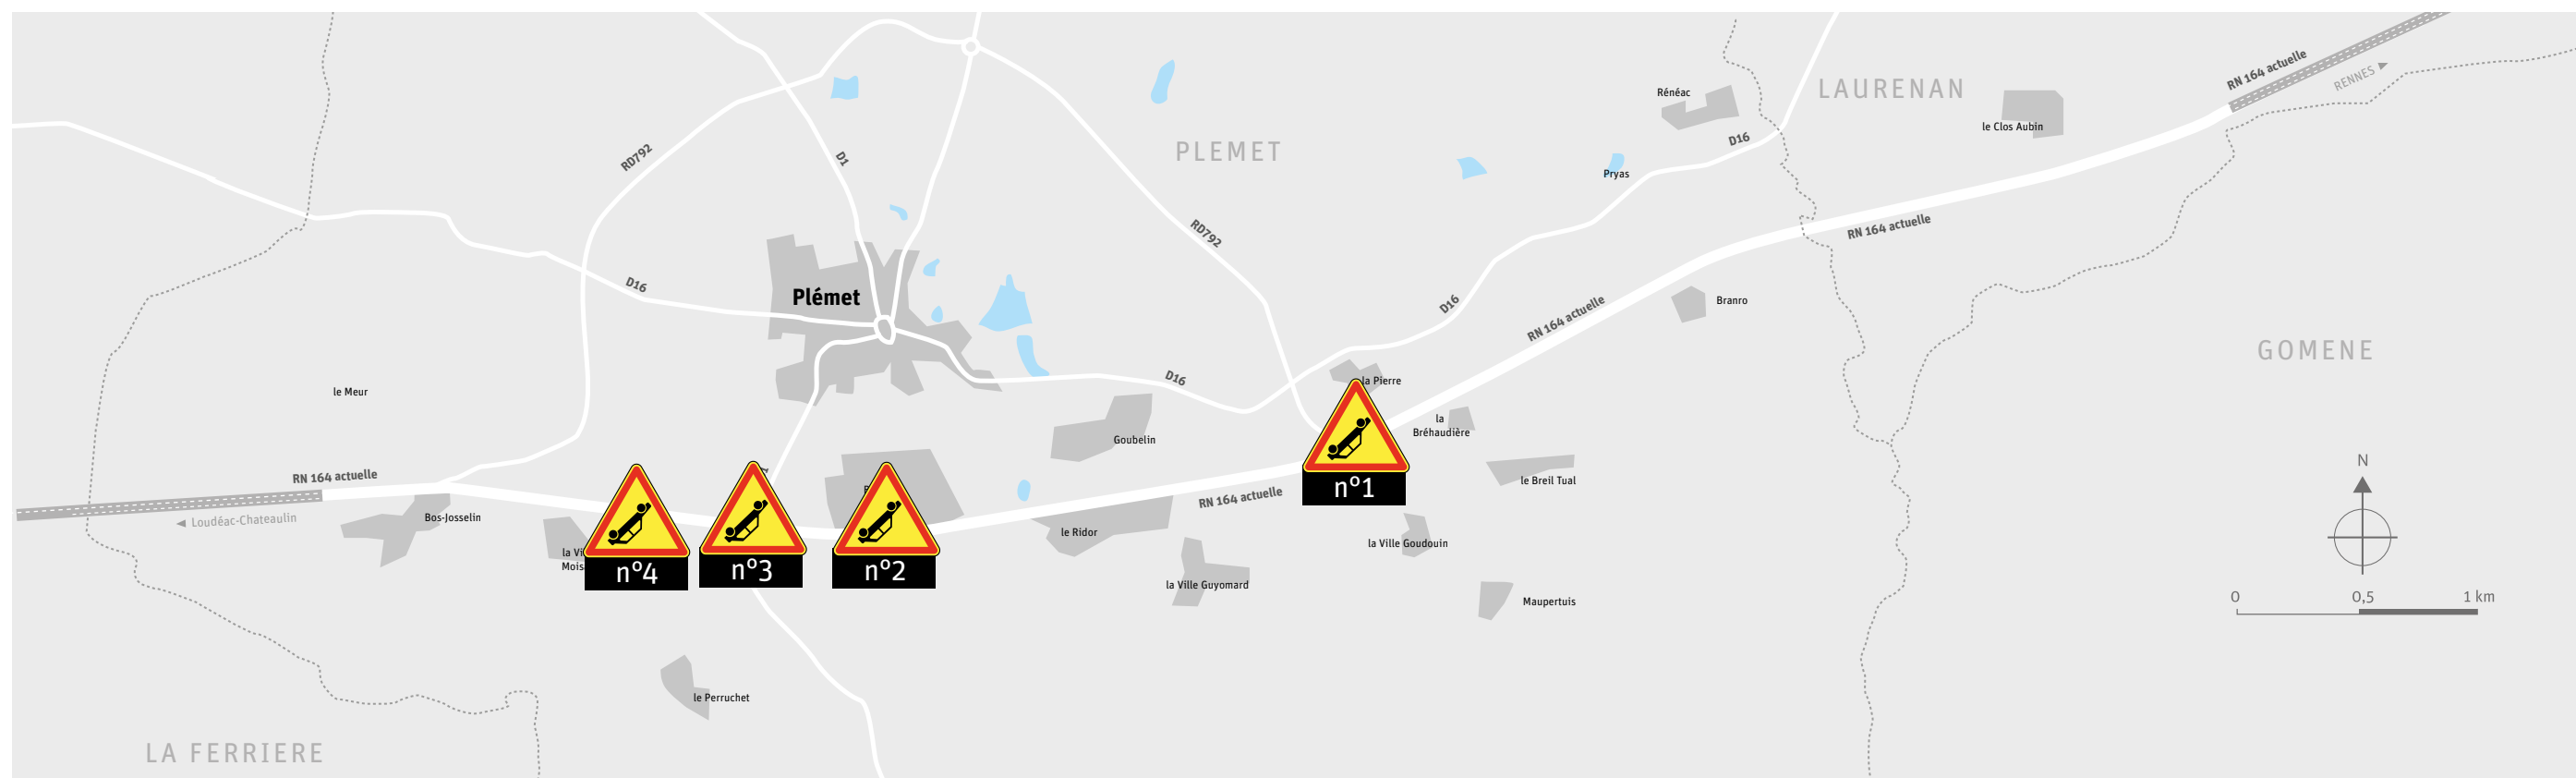 RN 164 actuelle
RENNES
LAURENAN
Rénéac
le Clos Aubin
D16
PLEMET
RD792
D1
Pryas
RD792
RN 164 actuelle
D16
Plémet
D16
RN 164 actuelle
Branro
GOMENE
D16
la Pierre
le Meur
la
Bréhaudière
Goubelin
N
RN 164 actuelle
le Breil Tual
n°1
RN 164 actuelle
Loudéac-Chateaulin
Bos-Josselin
le Ridor
la Ville Goudouin
n°4
n°3
n°2
la Ville Guyomard
Maupertuis
0 0,5 1 km
le Perruchet
LA FERRIERE